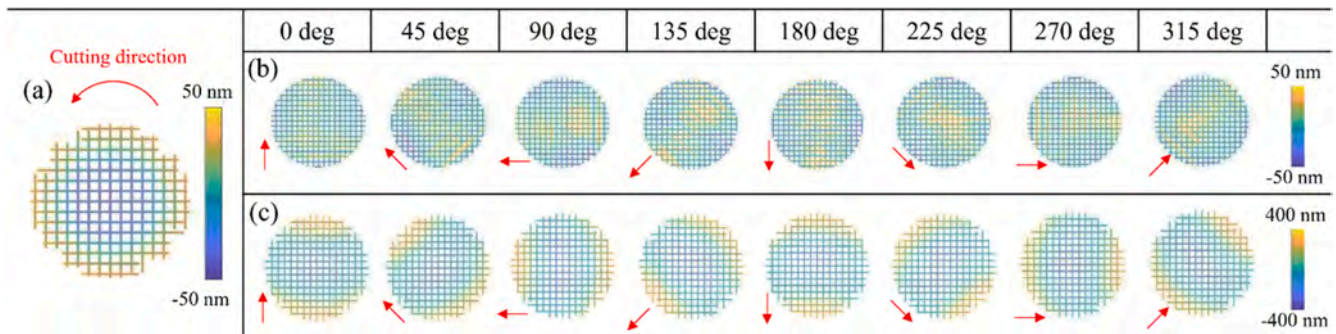 0 deg 45 deg 90 deg 135 deg 180 deg 225 deg 270 deg 315 deg
Cutting direction
(a)
50 nm
-50 nm
(b)
50 nm
-50 nm
(c)
400 nm
-400 nm